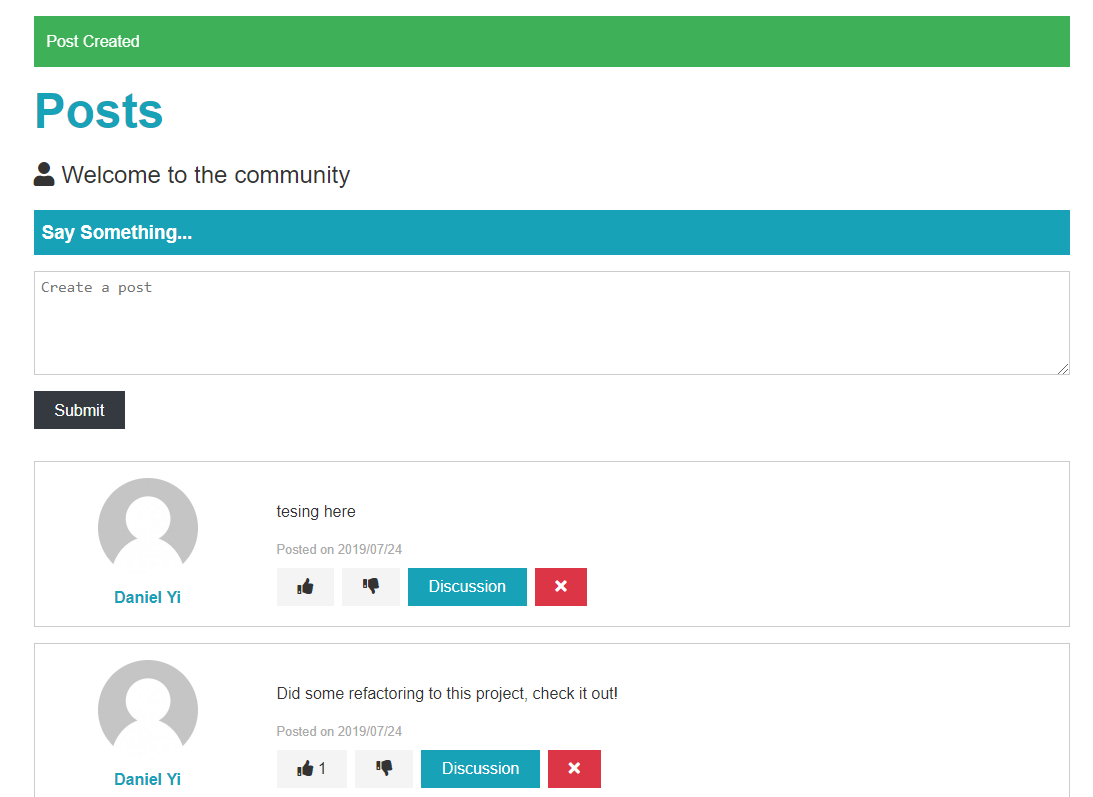 Post Created
Posts
Welcome to the community
Say Something...
Create a post
Submit
tesing here
Posted on 2019/07/24
Discussion
Daniel Yi
Did some refactoring to this project, check it out!
Posted on 2019/07/24
1
Discussion
Daniel Yi